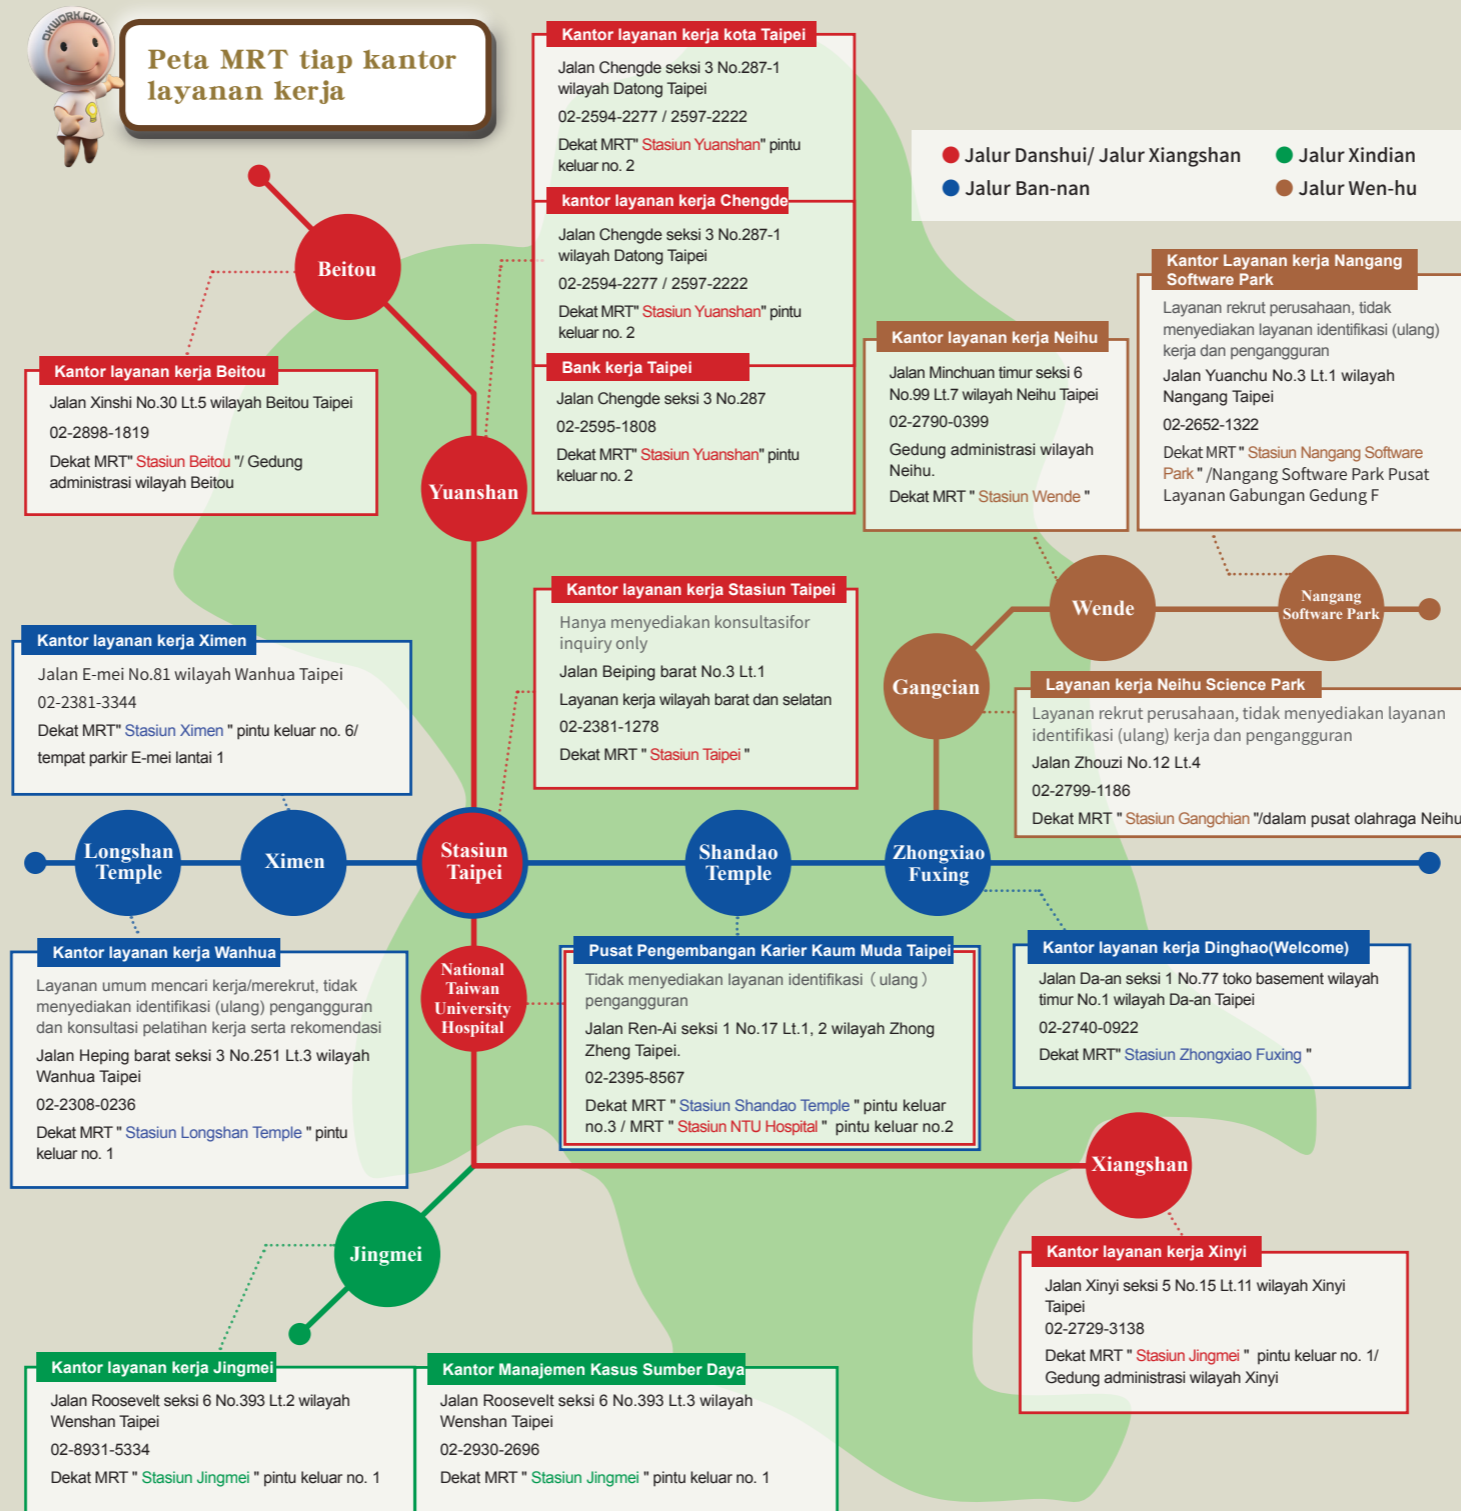 OKWORK.GOV
Peta MRT tiap kantor
layanan kerja
Kantor layanan kerja kota Taipei
Jalan Chengde seksi 3 No.287-1
wilayah Datong Taipei
02-2594-2277 / 2597-2222
Dekat MRT" Stasiun Yuanshan" pintu
keluar no. 2
kantor layanan kerja Chengde
Jalan Chengde seksi 3 No.287-1
wilayah Datong Taipei
02-2594-2277 / 2597-2222
Dekat MRT" Stasiun Yuanshan" pintu
keluar no. 2
Bank kerja Taipei
Jalan Chengde seksi 3 No.287
02-2595-1808
Dekat MRT" Stasiun Yuanshan" pintu
keluar no. 2
Jalur Danshui/ Jalur Xiangshan
Jalur Xindian
Jalur Ban-nan
Jalur Wen-hu
Beitou
Kantor layanan kerja Beitou
Jalan Xinshi No.30 Lt.5 wilayah Beitou Taipei
02-2898-1819
Dekat MRT" Stasiun Beitou "/ Gedung
administrasi wilayah Beitou
Yuanshan
Kantor layanan kerja Neihu
Jalan Minchuan timur seksi 6
No.99 Lt.7 wilayah Neihu Taipei
02-2790-0399
Gedung administrasi wilayah
Neihu.
Dekat MRT " Stasiun Wende "
Kantor Layanan kerja Nangang
Software Park
Layanan rekrut perusahaan, tidak
menyediakan layanan identifikasi (ulang)
kerja dan pengangguran
Jalan Yuanchu No.3 Lt.1 wilayah
Nangang Taipei
02-2652-1322
Dekat MRT " Stasiun Nangang Software
Park " /Nangang Software Park Pusat
Layanan Gabungan Gedung F
Wende
Nangang
Software Park
Gangcian
Kantor layanan kerja Stasiun Taipei
Hanya menyediakan konsultasifor
inquiry only
Jalan Beiping barat No.3 Lt.1
Layanan kerja wilayah barat dan selatan
02-2381-1278
Dekat MRT " Stasiun Taipei "
Kantor layanan kerja Ximen
Jalan E-mei No.81 wilayah Wanhua Taipei
02-2381-3344
Dekat MRT" Stasiun Ximen " pintu keluar no. 6/
tempat parkir E-mei lantai 1
Layanan kerja Neihu Science Park
Layanan rekrut perusahaan, tidak menyediakan layanan
identifikasi (ulang) kerja dan pengangguran
Jalan Zhouzi No.12 Lt.4
02-2799-1186
Dekat MRT " Stasiun Gangchian "/dalam pusat olahraga Neihu
Longshan
Temple
Ximen
Stasiun
Taipei
Shandao
Temple
Zhongxiao
Fuxing
Kantor layanan kerja Wanhua
Layanan umum mencari kerja/merekrut, tidak
menyediakan identifikasi (ulang) pengangguran
dan konsultasi pelatihan kerja serta rekomendasi
Jalan Heping barat seksi 3 No.251 Lt.3 wilayah
Wanhua Taipei
02-2308-0236
Dekat MRT " Stasiun Longshan Temple " pintu
keluar no. 1
National
Taiwan
University
Hospital
Pusat Pengembangan Karier Kaum Muda Taipei
Tidak menyediakan layanan identifikasi ( ulang )
pengangguran
Jalan Ren-Ai seksi 1 No.17 Lt.1, 2 wilayah Zhong
Zheng Taipei.
02-2395-8567
Dekat MRT " Stasiun Shandao Temple " pintu keluar
no.3 / MRT " Stasiun NTU Hospital " pintu keluar no.2
Kantor layanan kerja Dinghao(Welcome)
Jalan Da-an seksi 1 No.77 toko basement wilayah
timur No.1 wilayah Da-an Taipei
02-2740-0922
Dekat MRT" Stasiun Zhongxiao Fuxing "
Xiangshan
Jingmei
Kantor layanan kerja Xinyi
Jalan Xinyi seksi 5 No.15 Lt.11 wilayah Xinyi
Taipei
02-2729-3138
Dekat MRT " Stasiun Jingmei " pintu keluar no. 1/
Gedung administrasi wilayah Xinyi
Kantor layanan kerja Jingmei
Jalan Roosevelt seksi 6 No.393 Lt.2 wilayah
Wenshan Taipei
02-8931-5334
Dekat MRT " Stasiun Jingmei " pintu keluar no. 1
Kantor Manajemen Kasus Sumber Daya
Jalan Roosevelt seksi 6 No.393 Lt.3 wilayah
Wenshan Taipei
02-2930-2696
Dekat MRT " Stasiun Jingmei " pintu keluar no. 1